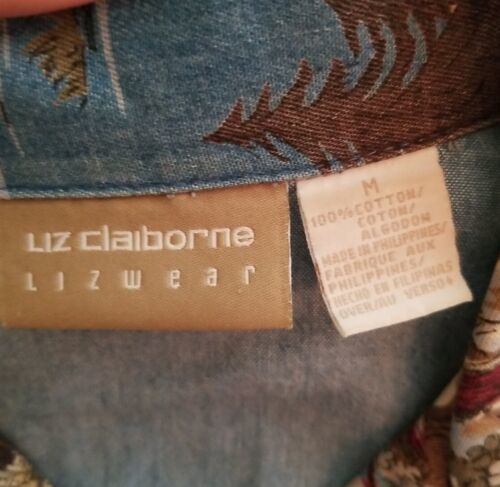 LIZ claiborne
LIZwear
M
100% COTTON/
COTON/
ALGODON
MADE IN PHILIPPINES/
FABRIQUE AUX
PHILIPPINES/
HECHO EN FILIPINAS
OVER/AU VERSO